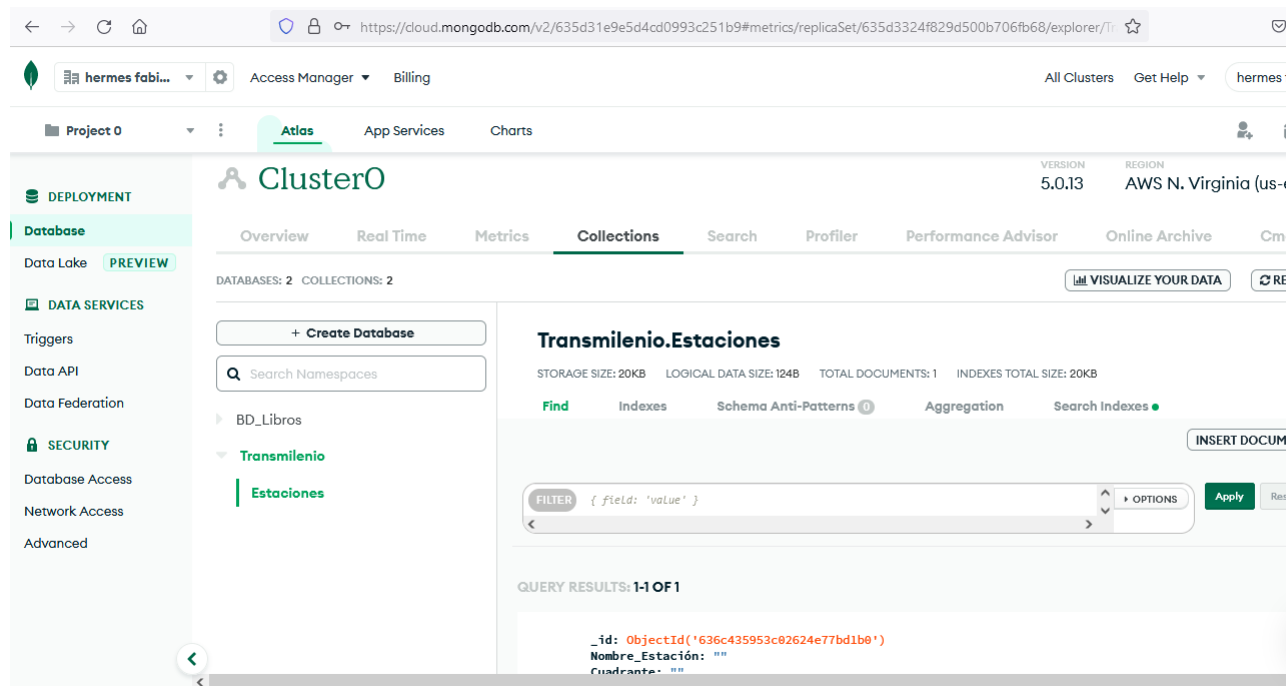 https://cloud.mongodb.com/v2/635d31e9e5d4cd0993c251b9#metrics/replicaSet/635d3324f829d500b706fb68/explorer/Tr
hermes fabi... Access Manager Billing All Clusters Get Help hermes
Project 0 Atlas App Services Charts
VERSION REGION
Cluster0 5.0.13 AWS N. Virginia (us-e
DEPLOYMENT
Database
Data Lake PREVIEW
DATA SERVICES
Triggers
Data API
Data Federation
SECURITY
Database Access
Network Access
Advanced
Overview Real Time Metrics Collections Search Profiler Performance Advisor Online Archive Cm
DATABASES: 2 COLLECTIONS: 2 VISUALIZE YOUR DATA RE
+ Create Database
Search Namespaces
BD_Libros
Transmilenio
Estaciones
Transmilenio.Estaciones
STORAGE SIZE: 20KB LOGICAL DATA SIZE: 124B TOTAL DOCUMENTS: 1 INDEXES TOTAL SIZE: 20KB
Find Indexes Schema Anti-Patterns 0 Aggregation Search Indexes
INSERT DOCUM
FILTER { field: 'value' } OPTIONS Apply Res
QUERY RESULTS: 1-1 OF 1
_id: ObjectId('636c435953c02624e77bd1b0')
Nombre_Estación: ""
Cuadrante: ""